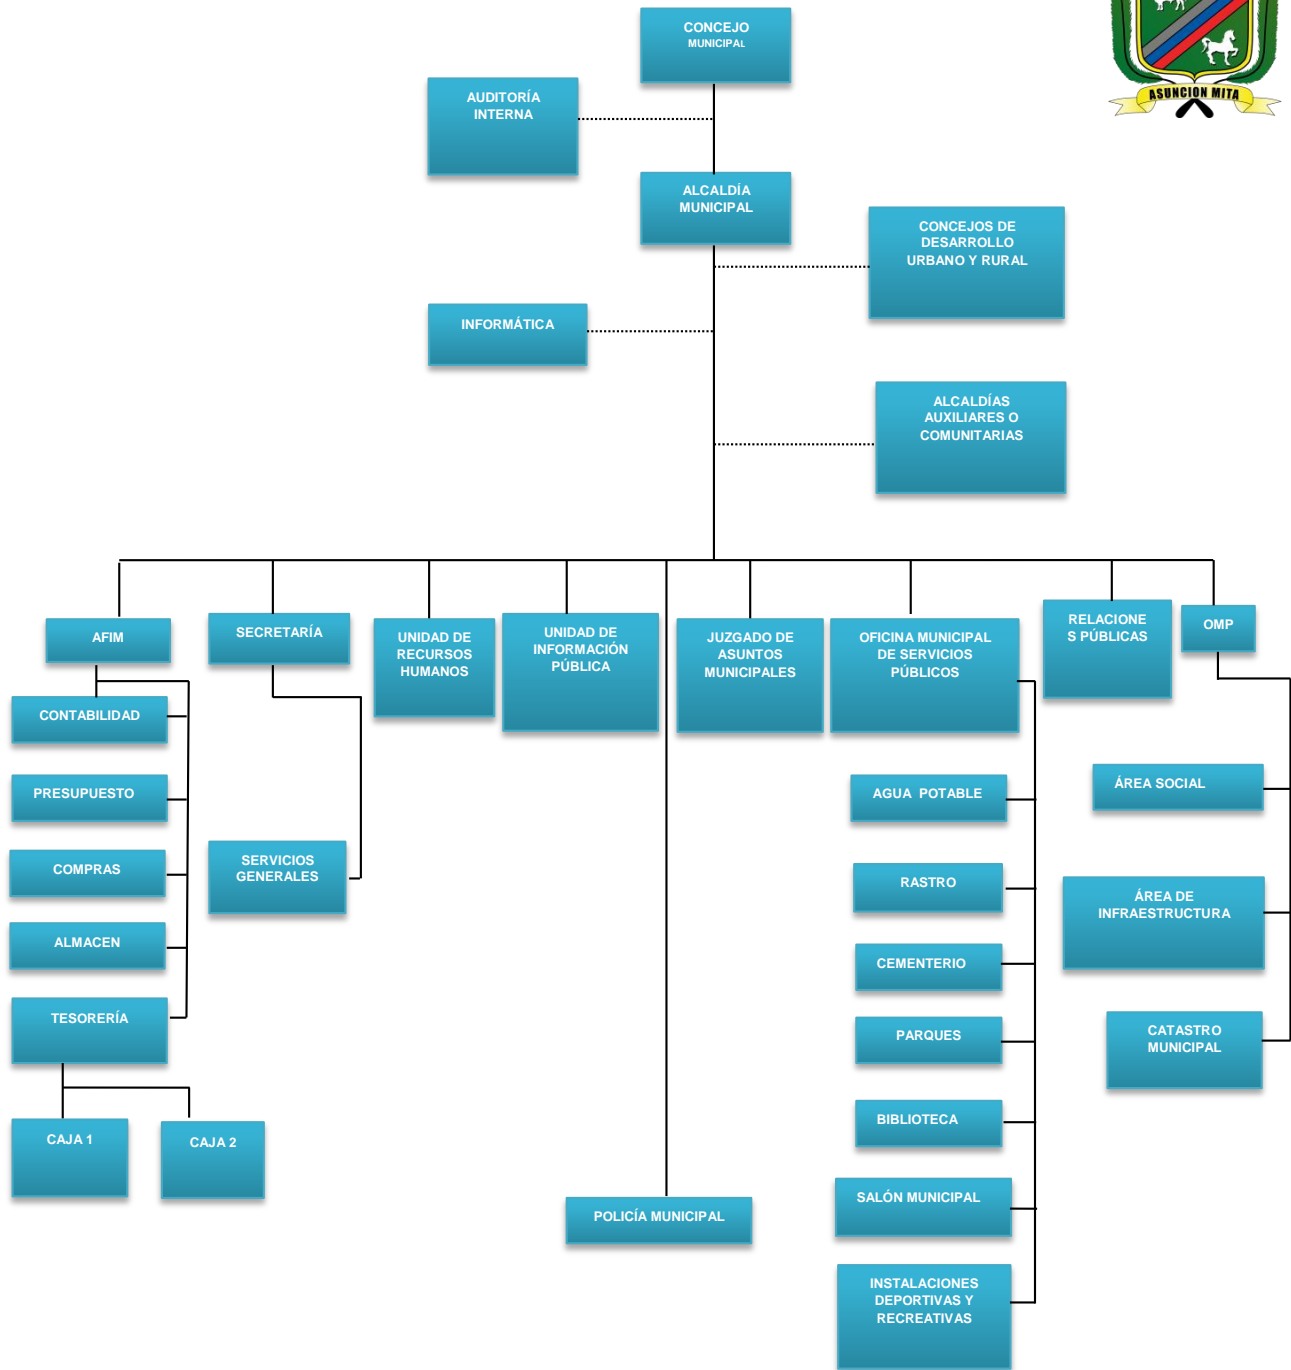 CONCEJO
MUNICIPAL
ASUNCION MITA
AUDITORÍA
INTERNA
ALCALDÍA
MUNICIPAL
CONCEJOS DE
DESARROLLO
URBANO Y RURAL
INFORMÁTICA
ALCALDÍAS
AUXILIARES O
COMUNITARIAS
AFIM
SECRETARÍA
UNIDAD DE
RECURSOS
HUMANOS
UNIDAD DE
INFORMACIÓN
PÚBLICA
JUZGADO DE
ASUNTOS
MUNICIPALES
OFICINA MUNICIPAL
DE SERVICIOS
PÚBLICOS
RELACIONE
S PÚBLICAS
OMP
CONTABILIDAD
PRESUPUESTO
COMPRAS
ALMACEN
TESORERÍA
CAJA 1
CAJA 2
SERVICIOS
GENERALES
POLICÍA MUNICIPAL
AGUA  POTABLE
RASTRO
CEMENTERIO
PARQUES
BIBLIOTECA
SALÓN MUNICIPAL
INSTALACIONES
DEPORTIVAS Y
RECREATIVAS
ÁREA SOCIAL
ÁREA DE
INFRAESTRUCTURA
CATASTRO
MUNICIPAL